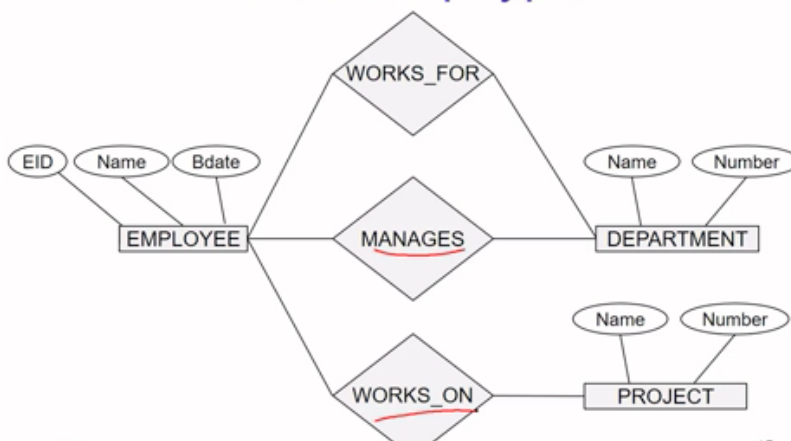 WORKS_FOR
EID Name Bdate Name Number
EMPLOYEE MANAGES DEPARTMENT
Name Number
WORKS_ON PROJECT